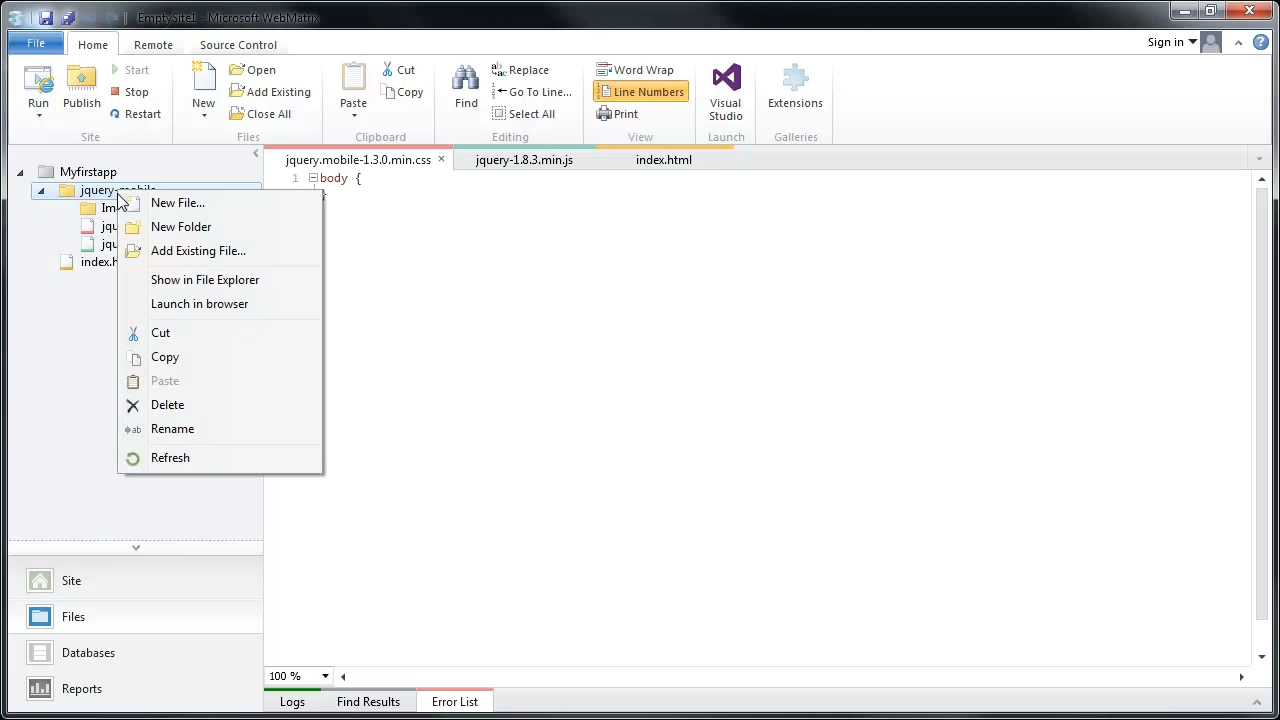 EmptySite1 - Microsoft WebMatrix
File
Home
Remote
Source Control
Sign in
Run
Publish
Start
Stop
Restart
Site
New
Open
Add Existing
Close All
Files
Paste
Cut
Copy
Clipboard
Find
Replace
Go To Line...
Select All
Editing
Word Wrap
Line Numbers
Print
View
Visual
Studio
Launch
Extensions
Galleries
Myfirstapp
jquery-mobile
Im
jqu
jqu
index.h
New File...
New Folder
Add Existing File...
Show in File Explorer
Launch in browser
Cut
Copy
Paste
Delete
Rename
Refresh
jquery.mobile-1.3.0.min.css
jquery-1.8.3.min.js
index.html
1 body {
}
Site
Files
Databases
Reports
100 %
Logs
Find Results
Error List